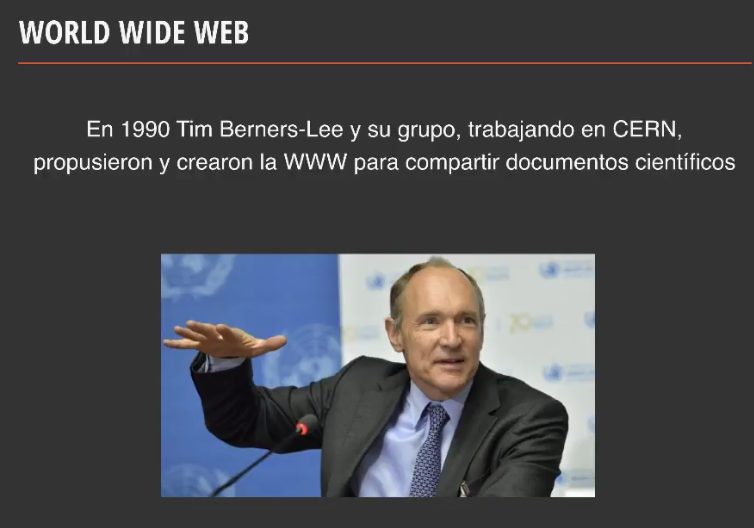 WORLD WIDE WEB
En 1990 Tim Berners-Lee y su grupo, trabajando en CERN,
propusieron y crearon la WWW para compartir documentos científicos